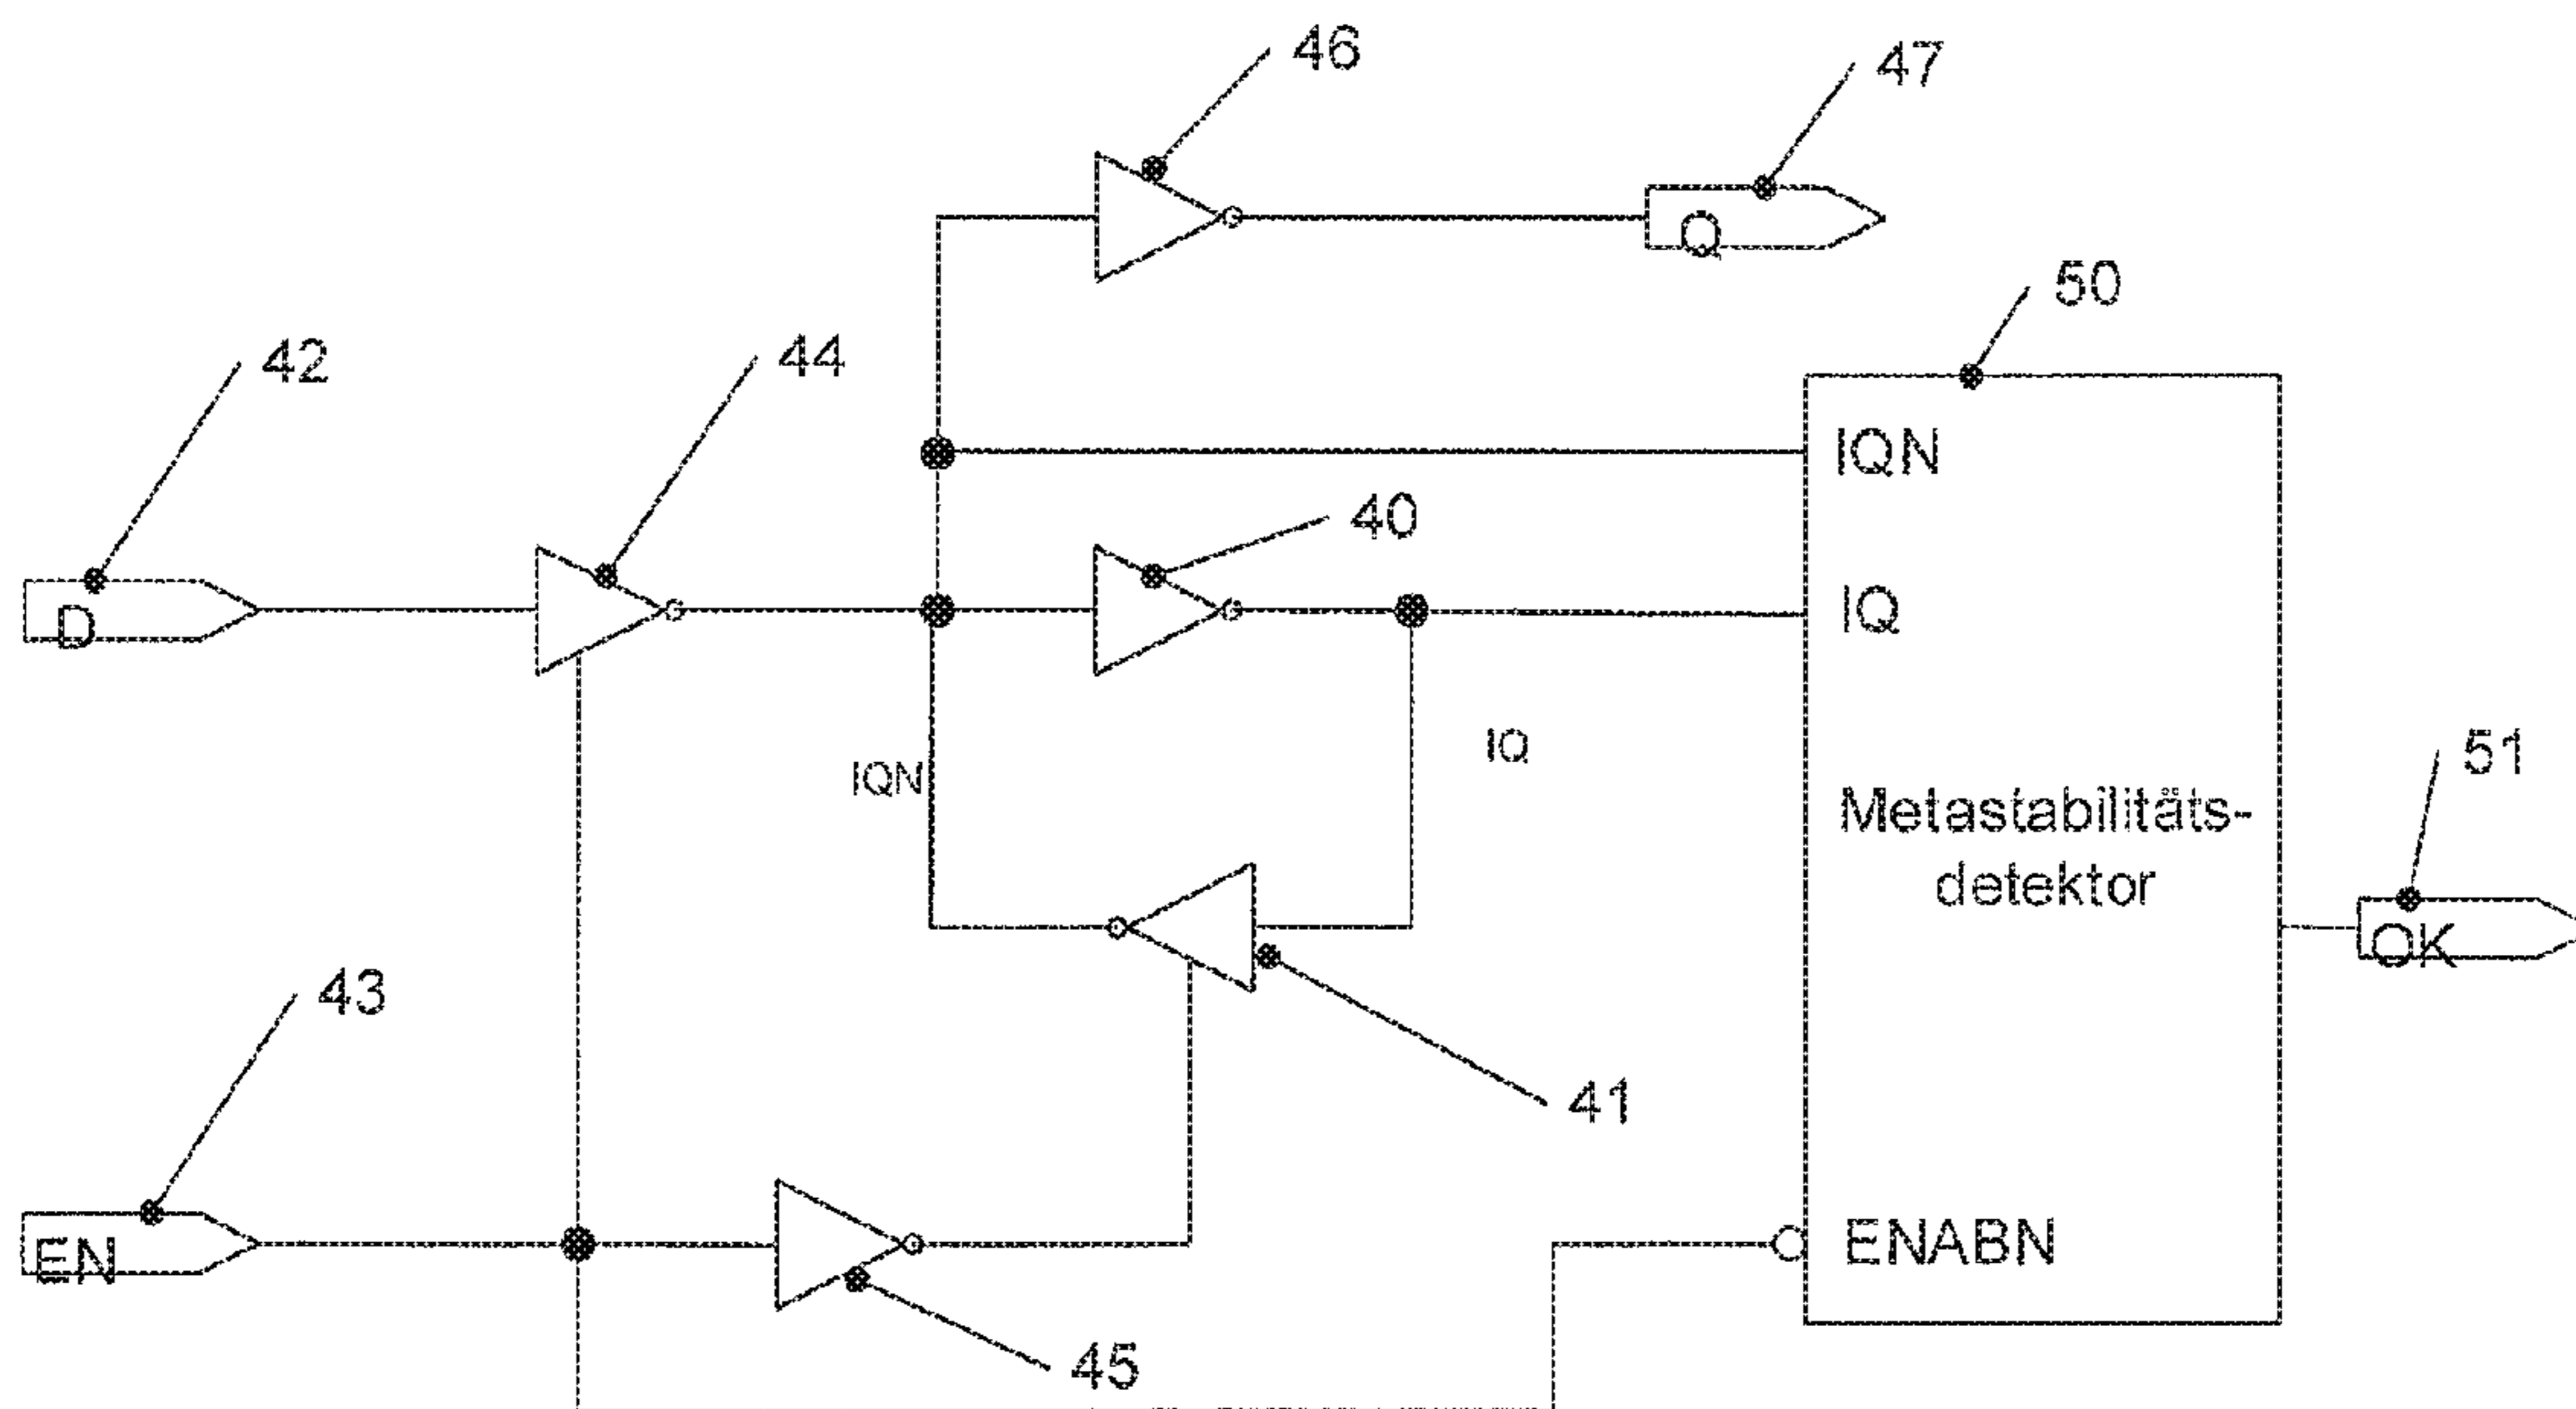 46
47
Q
50
42
44
IQN
40
D
IQ
IQ
IQN
51
Metastabilitäts-
detektor
OK
43
41
EN
ENABN
45